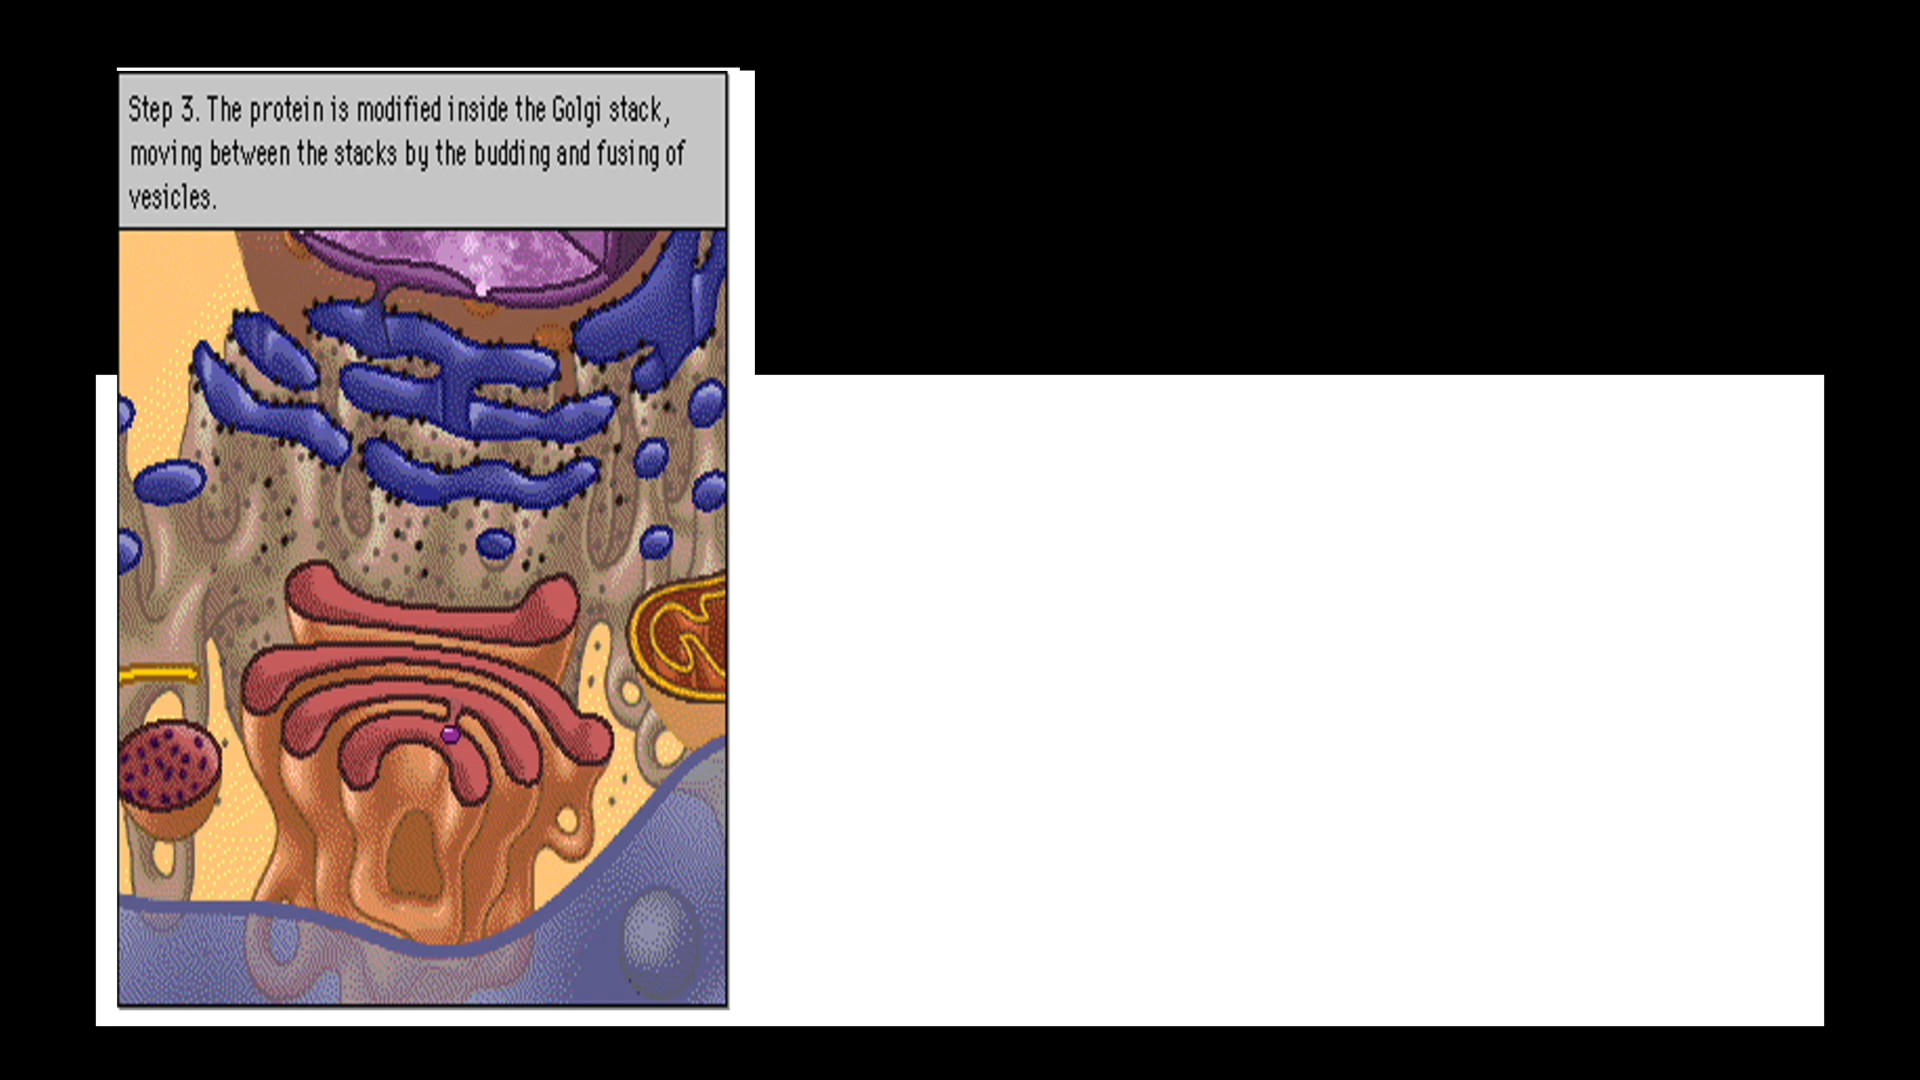 Step 3. The protein is modified inside the Golgi stack,
moving between the stacks by the budding and fusing of
vesicles.